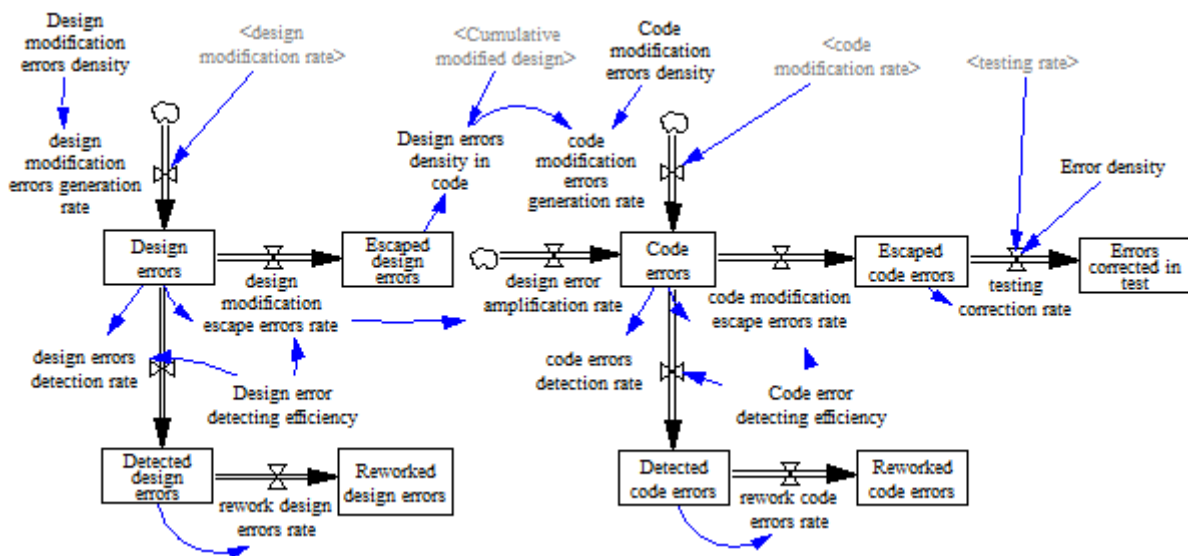 Design
modification
errors density
<design
modification rate>
<Cumulative
modified design>
Code
modification
errors density
<code
modification rate>
<testing rate>
design
modification
errors generation
rate
Design errors
density in
code
code
modification
errors
generation rate
Error density
Design
errors
Escaped
design
errors
Code
errors
Escaped
code errors
Errors
corrected in
test
design
modification
escape errors rate
design error
amplification rate
code modification
escape errors rate
testing
correction rate
design errors
detection rate
code errors
detection rate
Design error
detecting efficiency
Code error
detecting efficiency
Detected
design
errors
Reworked
design errors
Detected
code errors
Reworked
code errors
rework design
errors rate
rework code
errors rate